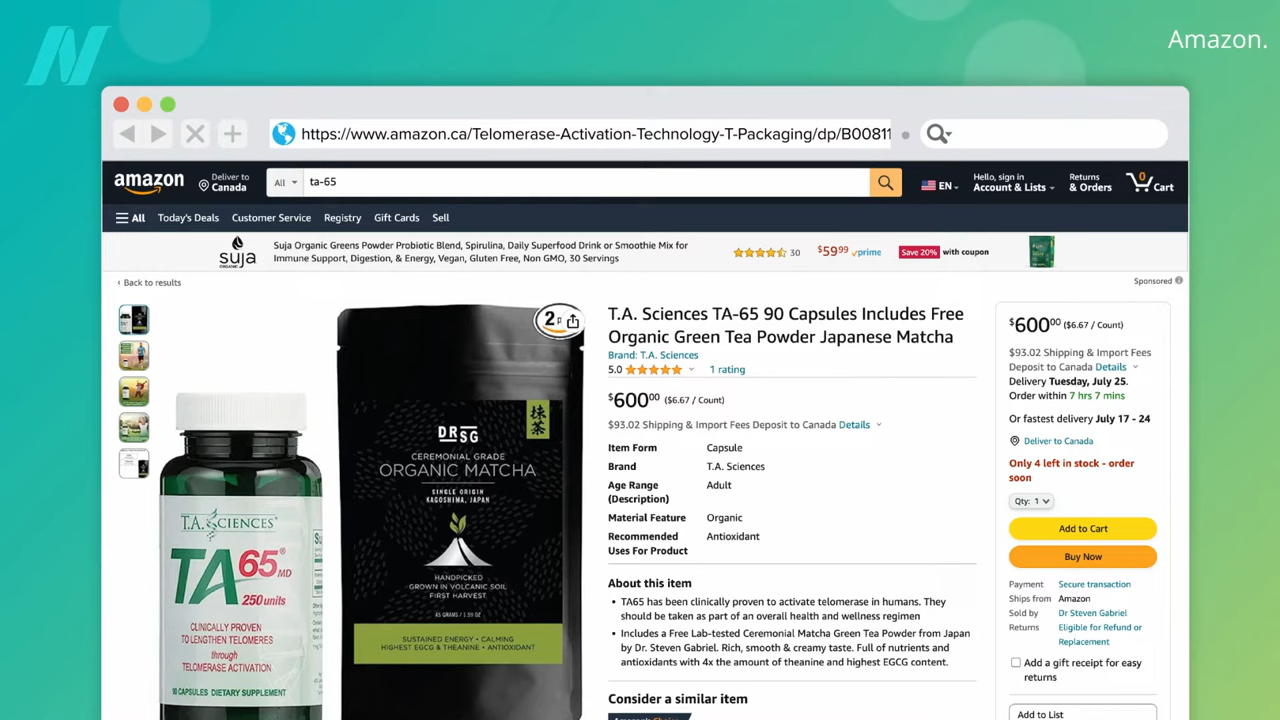 Amazon.
https://www.amazon.ca/Telomerase-Activation-Technology-T-Packaging/dp/B00811
amazon
Deliver to
Canada
All
ta-65
EN
Hello, sign in
Account & Lists
Returns
& Orders
0
Cart
All
Today's Deals
Customer Service
Registry
Gift Cards
Sell
suja
ORGANIC
Suja Organic Greens Powder Probiotic Blend, Spirulina, Daily Superfood Drink or Smoothie Mix for
Immune Support, Digestion, & Energy, Vegan, Gluten Free, Non GMO, 30 Servings
30
$5999
prime
Save 20%
with coupon
‹ Back to results
Sponsored
2
T.A. SCIENCES®
TA65®MD
250 units
CLINICALLY PROVEN
TO LENGTHEN TELOMERES
through
TELOMERASE ACTIVATION
90 CAPSULES DIETARY SUPPLEMENT
抹茶
DRSG
CEREMONIAL GRADE
ORGANIC MATCHA
SINGLE ORIGIN
KAGOSHIMA, JAPAN
HANDPICKED
GROWN IN VOLCANIC SOIL
FIRST HARVEST
45 GRAMS / 1.59 OZ
SUSTAINED ENERGY • CALMING
HIGHEST EGCG & THEANINE • ANTIOXIDANT
T.A. Sciences TA-65 90 Capsules Includes Free
Organic Green Tea Powder Japanese Matcha
Brand: T.A. Sciences
5.0
1 rating
$60000 ($6.67 / Count)
$93.02 Shipping & Import Fees Deposit to Canada Details
Item Form Capsule
Brand T.A. Sciences
Age Range Adult
(Description)
Material Feature Organic
Recommended Antioxidant
Uses For Product
About this item
• TA65 has been clinically proven to activate telomerase in humans. They
should be taken as part of an overall health and wellness regimen
• Includes a Free Lab-tested Ceremonial Matcha Green Tea Powder from Japan
by Dr. Steven Gabriel. Rich, smooth & creamy taste. Full of nutrients and
antioxidants with 4x the amount of theanine and highest EGCG content.
Consider a similar item
$60000 ($6.67 / Count)
$93.02 Shipping & Import Fees
Deposit to Canada Details
Delivery Tuesday, July 25.
Order within 7 hrs 7 mins
Or fastest delivery July 17 - 24
Deliver to Canada
Only 4 left in stock - order
soon
Qty: 1
Add to Cart
Buy Now
Payment Secure transaction
Ships from Amazon
Sold by Dr Steven Gabriel
Returns Eligible for Refund or
Replacement
Add a gift receipt for easy
returns
Add to List